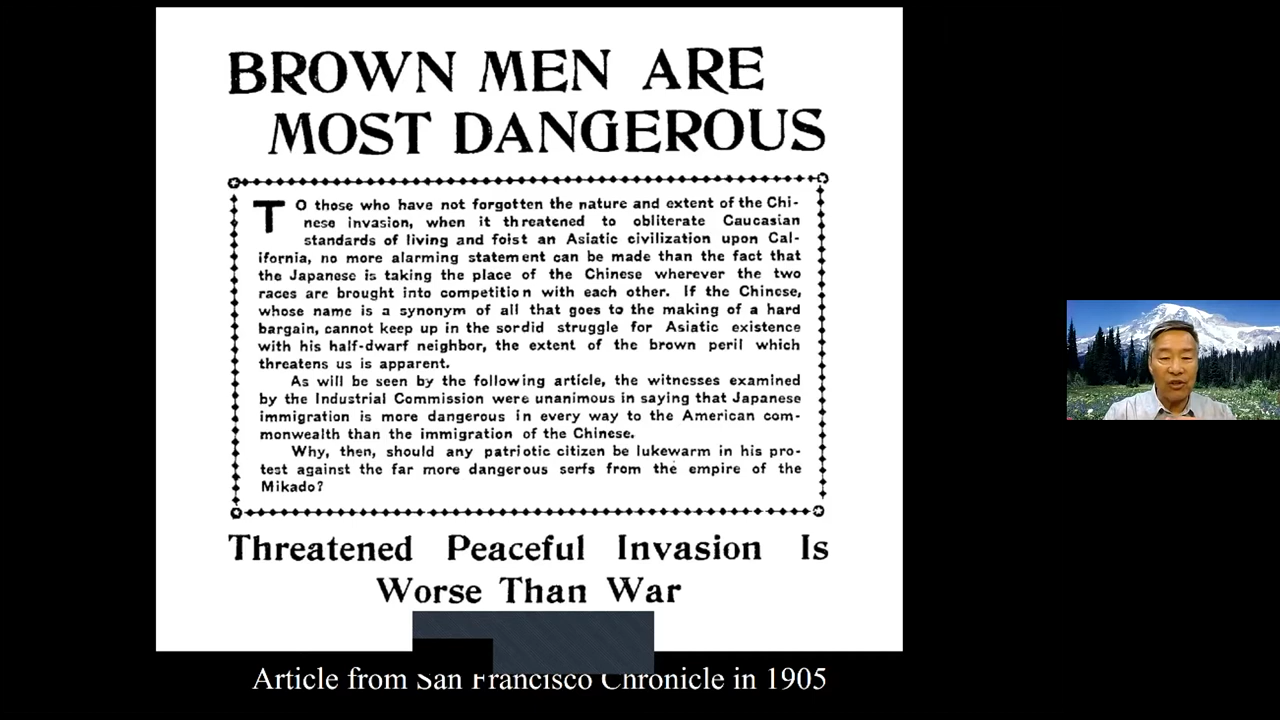 BROWN MEN ARE
MOST DANGEROUS
TO those who have not forgotten the nature and extent of the Chi-
nese invasion, when it threatened to obliterate Caucasian
standards of living and foist an Asiatic civilization upon Cal-
ifornia, no more alarming statement can be made than the fact that
the Japanese is taking the place of the Chinese wherever the two
races are brought into competition with each other. If the Chinese,
whose name is a synonym of all that goes to the making of a hard
bargain, cannot keep up in the sordid struggle for Asiatic existence
with his half-dwarf neighbor, the extent of the brown peril which
threatens us is apparent.
As will be seen by the following article, the witnesses examined
by the Industrial Commission were unanimous in saying that Japanese
immigration is more dangerous in every way to the American com-
monwealth than the immigration of the Chinese.
Why, then, should any patriotic citizen be lukewarm in his pro-
test against the far more dangerous serfs from the empire of the
Mikado?
Threatened Peaceful Invasion Is
Worse Than War
Article from San Francisco Chronicle in 1905